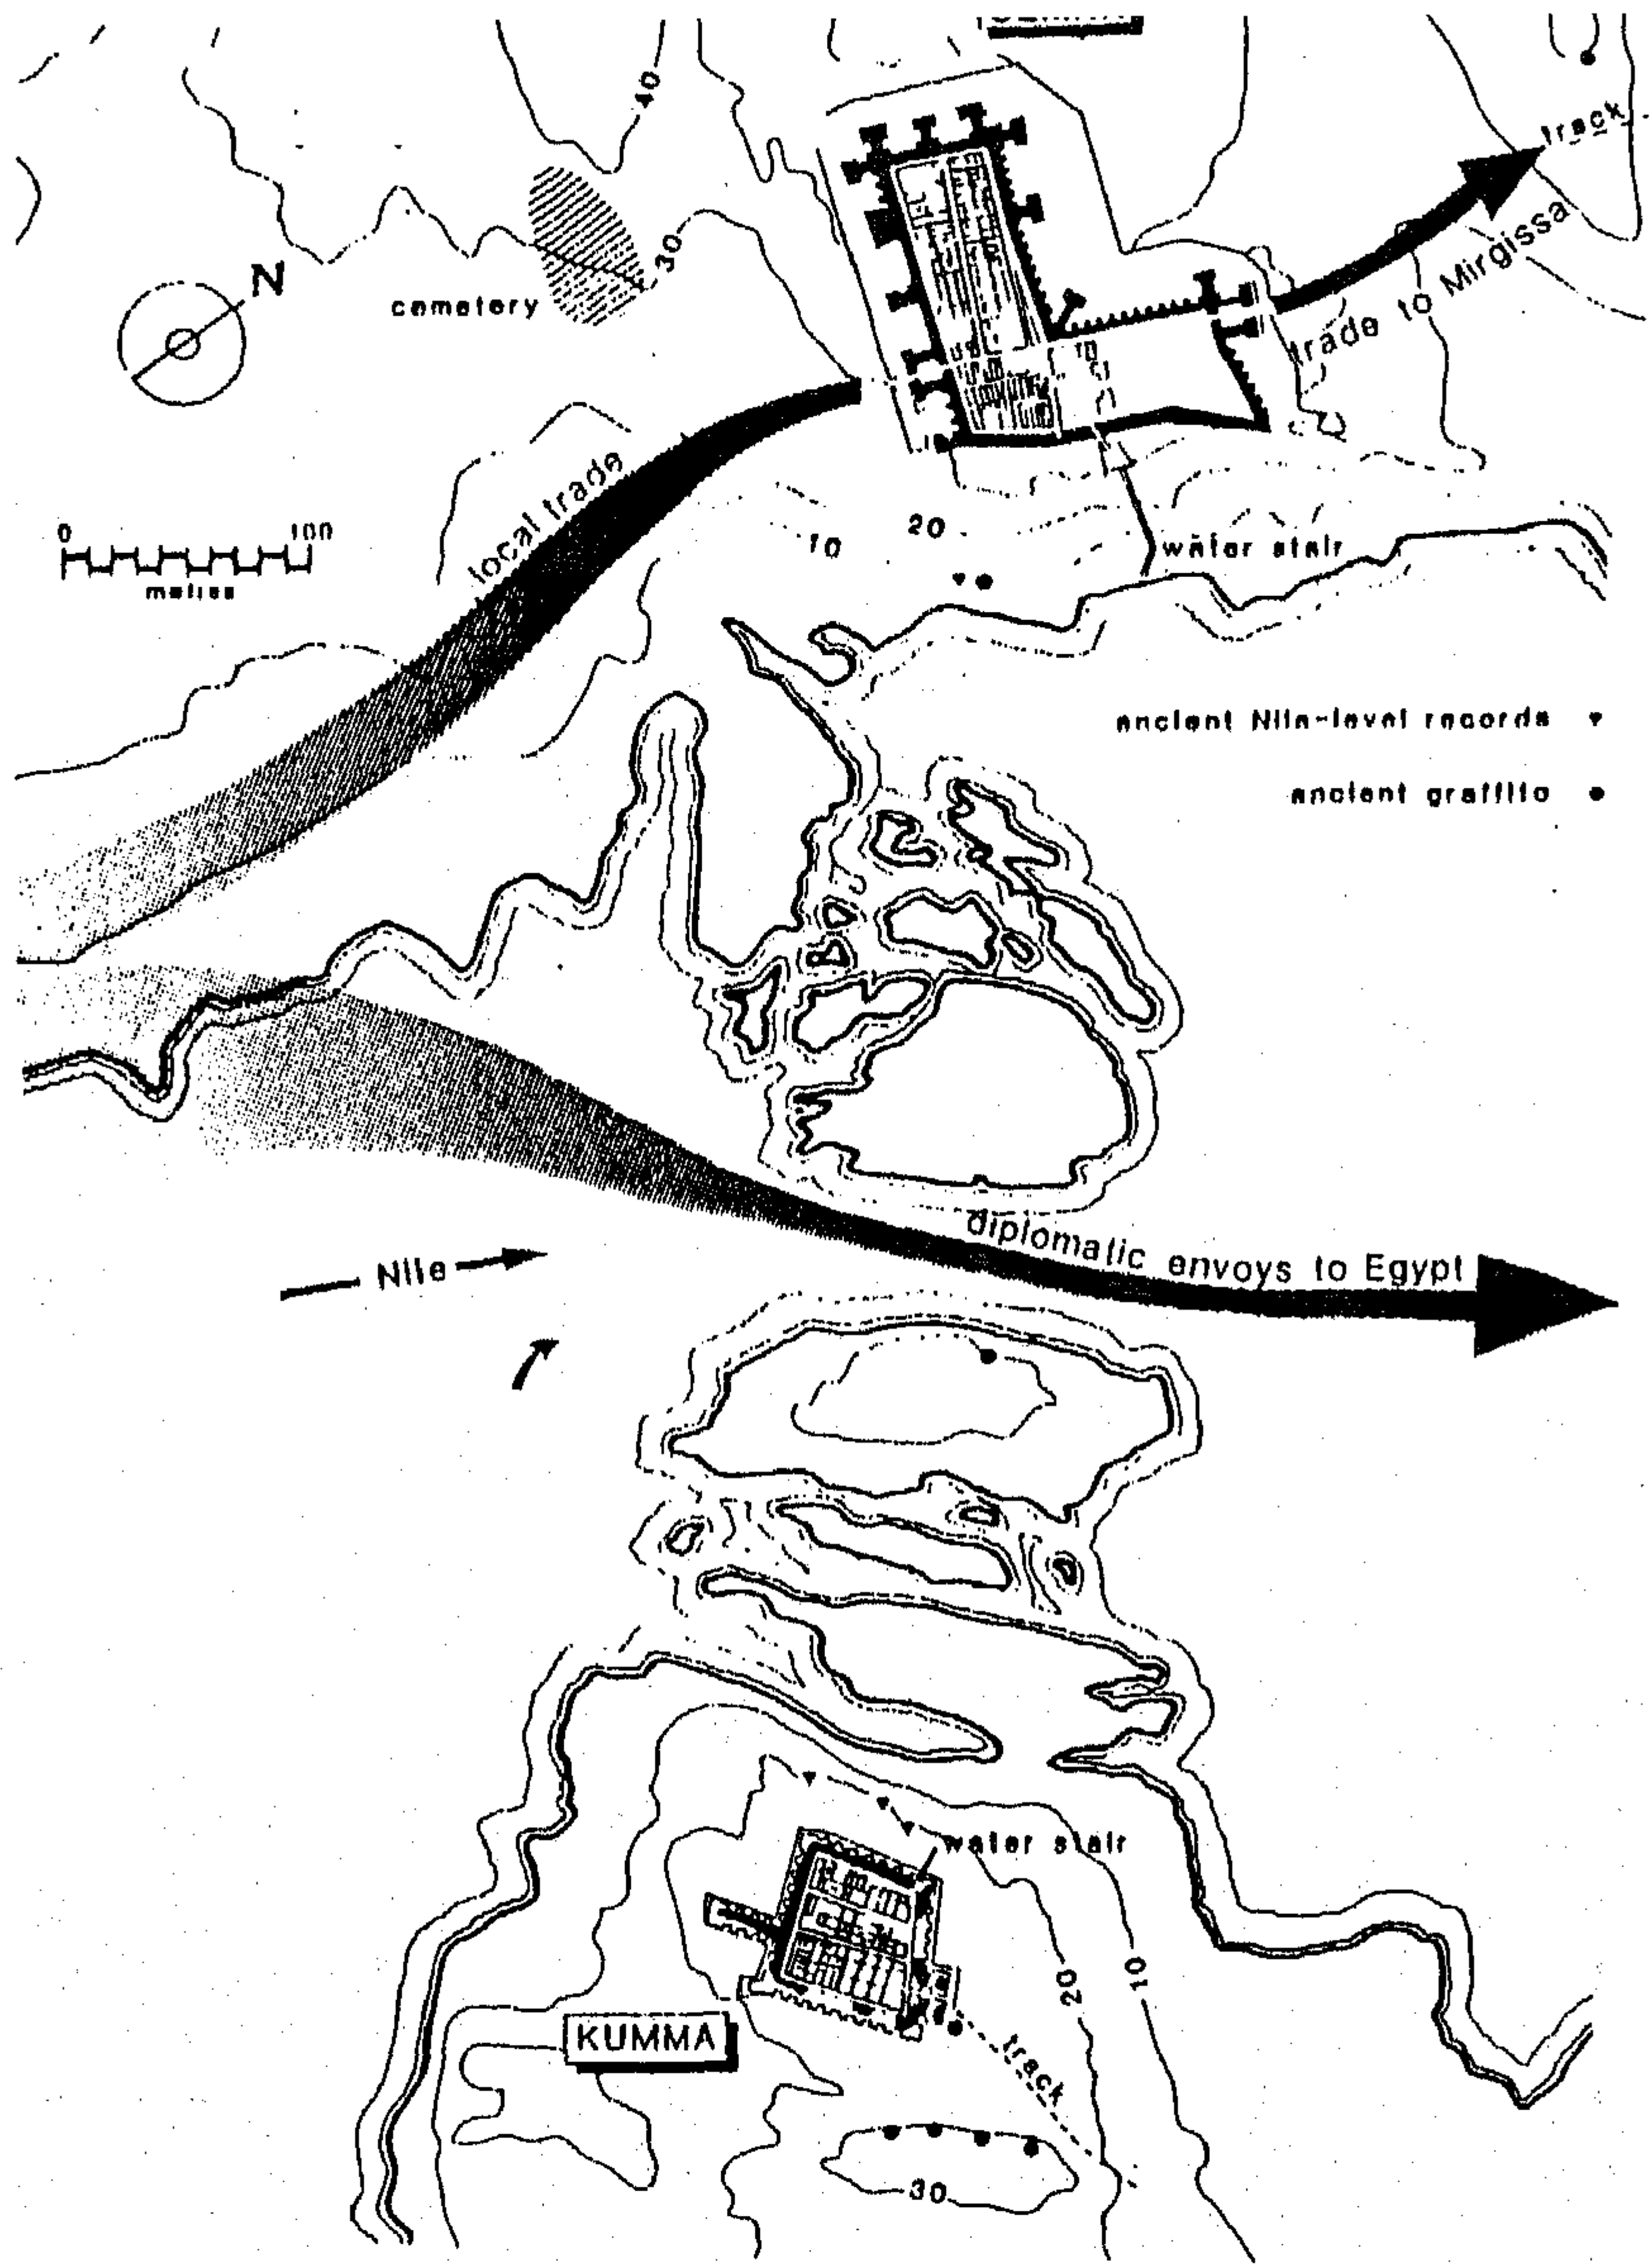 40
track
N
30
cemetery
trade to Mirgissa
local trade
0 100
metres
10
20
water stair
ancient Nile-level records
ancient graffito
diplomatic envoys to Egypt
Nile
water stair
20
10
KUMMA
track
30